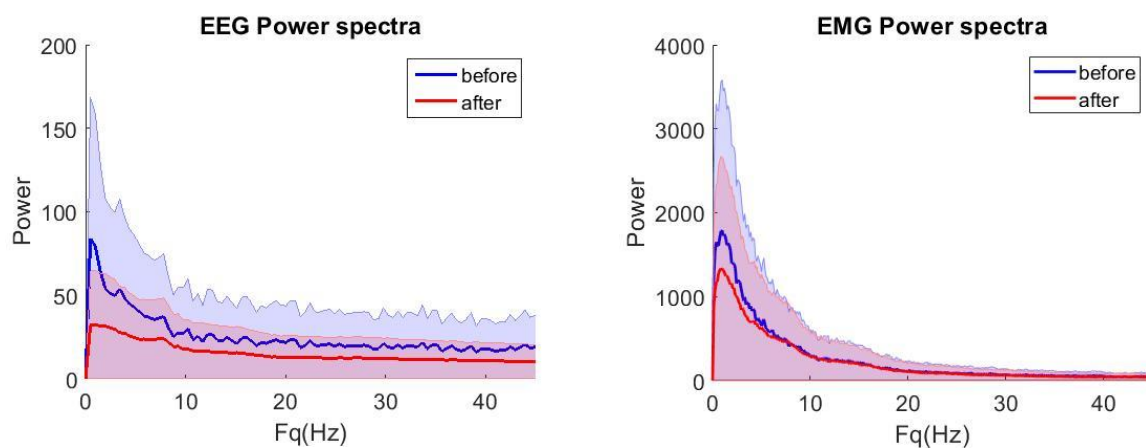 EEG Power spectra
200
150
100
50
0
Power
before
after
0 10 20 30 40
Fq(Hz)
EMG Power spectra
4000
3000
2000
1000
0
Power
before
after
0 10 20 30 40
Fq(Hz)